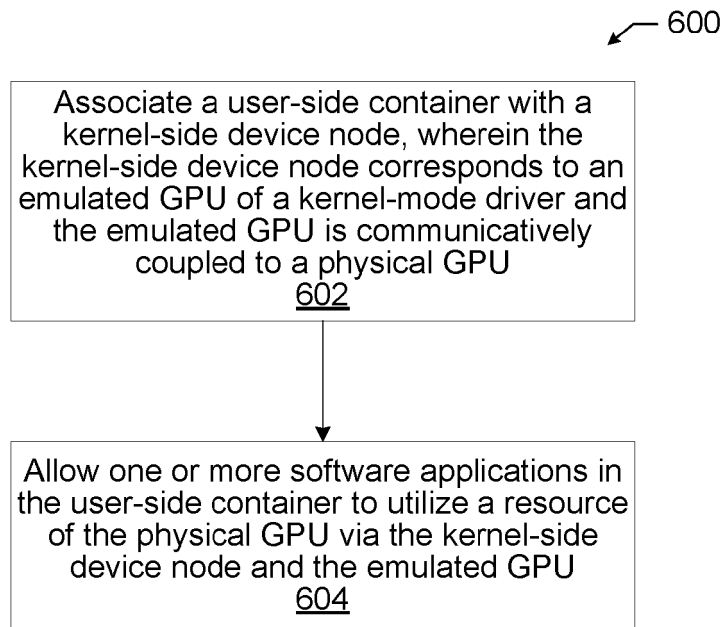 600
Associate a user-side container with a
kernel-side device node, wherein the
kernel-side device node corresponds to an
emulated GPU of a kernel-mode driver and
the emulated GPU is communicatively
coupled to a physical GPU
602
Allow one or more software applications in
the user-side container to utilize a resource
of the physical GPU via the kernel-side
device node and the emulated GPU
604